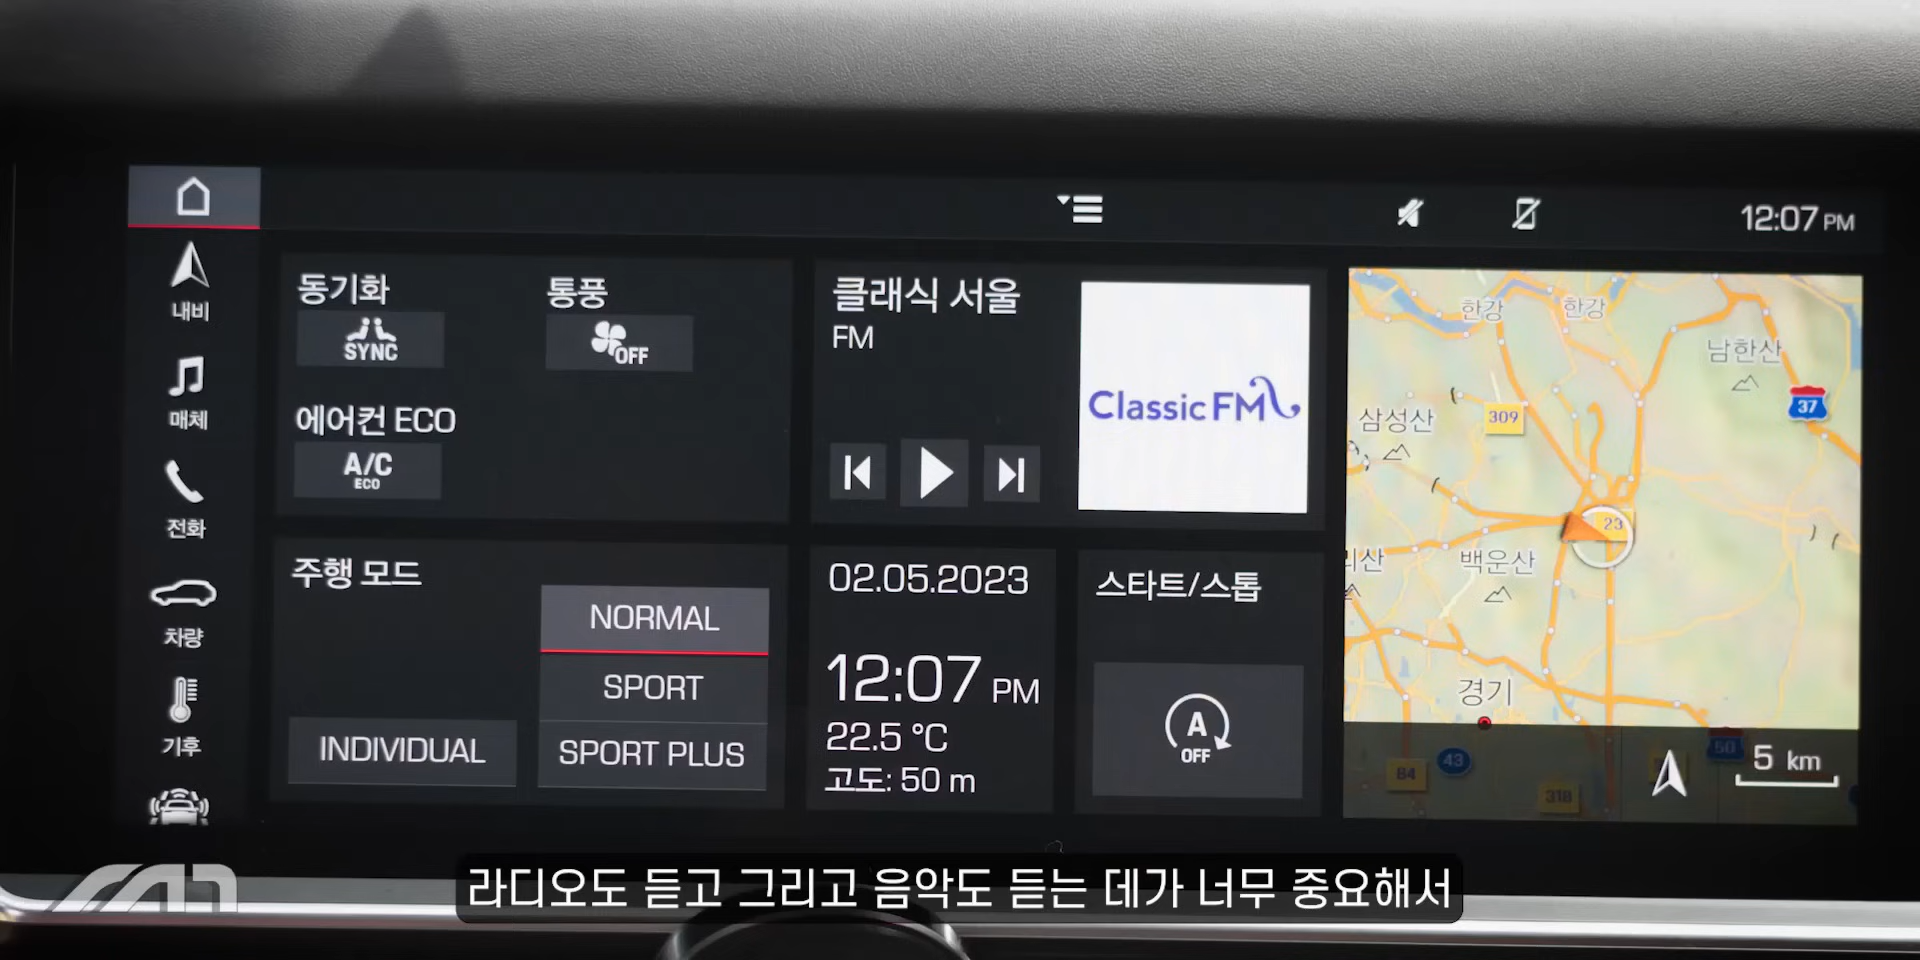 12:07 PM
내비
매체
전화
차량
기후
동기화
SYNC
통풍
OFF
에어컨 ECO
A/C
ECO
클래식 서울
FM
Classic FM
주행 모드
NORMAL
SPORT
SPORT PLUS
INDIVIDUAL
02.05.2023
12:07 PM
22.5 °C
고도: 50 m
스타트/스톱
A
OFF
한강
한강
남한산
37
309
삼성산
23
백운산
경기
50
43
84
318
5 km
라디오도 듣고 그리고 음악도 듣는 데가 너무 중요해서